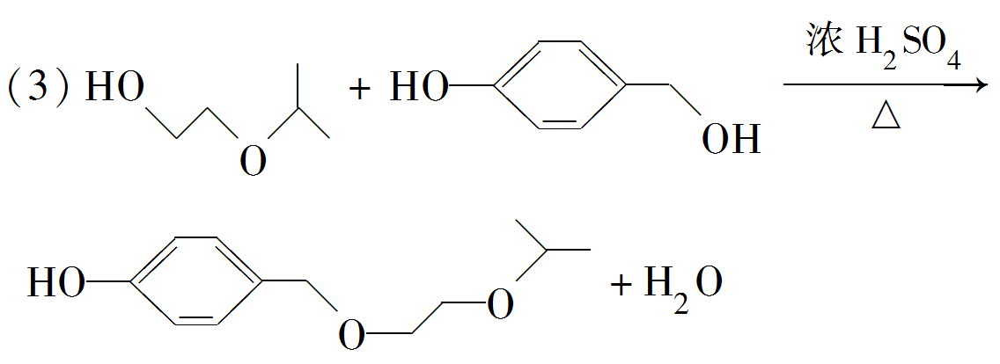 (3) HO O + HO OH 浓 H₂SO₄ △
HO O O + H₂O